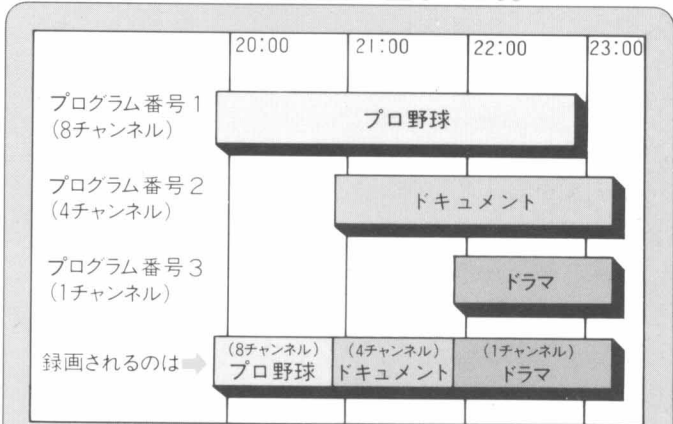 20:00 21:00 22:00 23:00
プログラム番号1
(8チャンネル)
プロ野球
プログラム番号2
(4チャンネル)
ドキュメント
プログラム番号3
(1チャンネル)
ドラマ
録画されるのは
(8チャンネル) (4チャンネル) (1チャンネル)
プロ野球 ドキュメント ドラマ